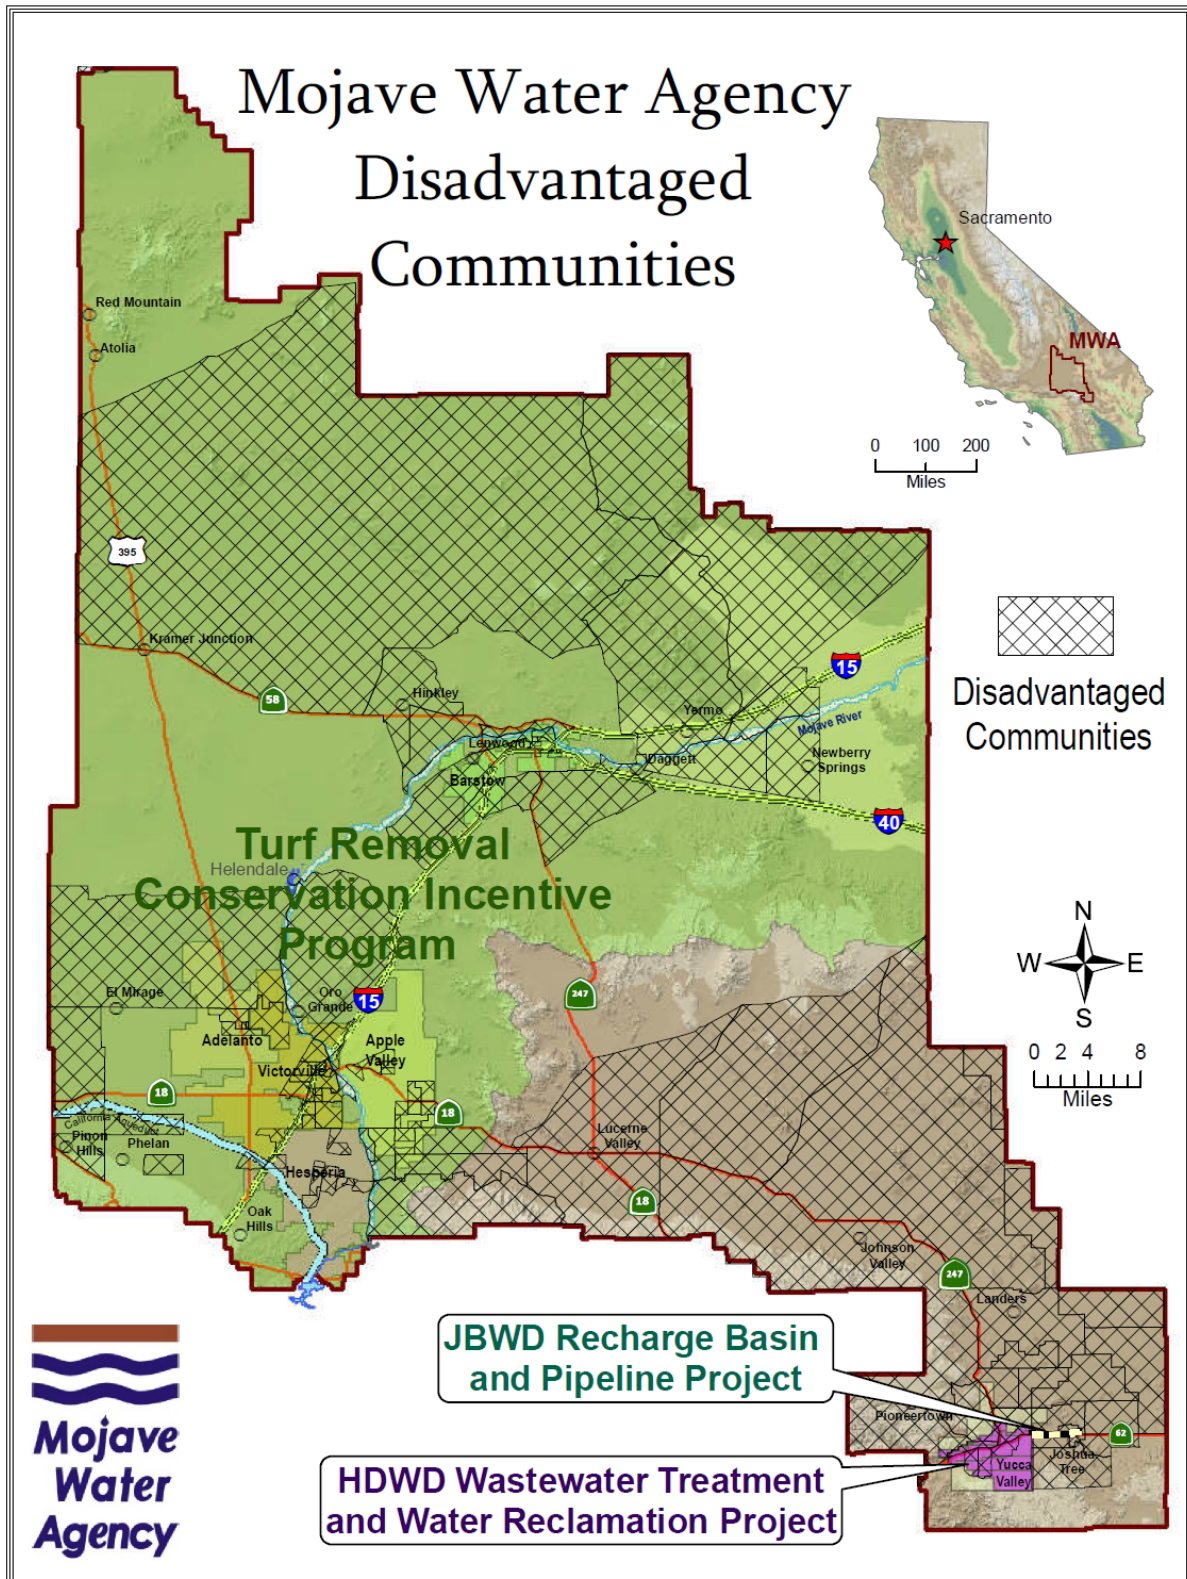 Mojave Water Agency
Disadvantaged
Communities
Sacramento
MWA
0 100 200
Miles
Red Mountain
Atolia
395
Kramer Junction
58
Hinkley
15
Yermo
Mojave River
Lenwood
Daggett
Newberry
Springs
Barstow
40
Disadvantaged
Communities
Turf Removal
Conservation Incentive
Program
Helendale
N
W E
S
0 2 4 8
Miles
El Mirage
Oro
Grande
15
247
Adelanto
Apple
Valley
Victorville
18
18
California Aqueduct
Pinon
Hills
Phelan
Lucerne
Valley
Hesperia
18
Oak
Hills
Johnson
Valley
247
Landers
JBWD Recharge Basin
and Pipeline Project
Pioneertown
62
Joshua
Tree
Yucca
Valley
HDWD Wastewater Treatment
and Water Reclamation Project
Mojave
Water
Agency